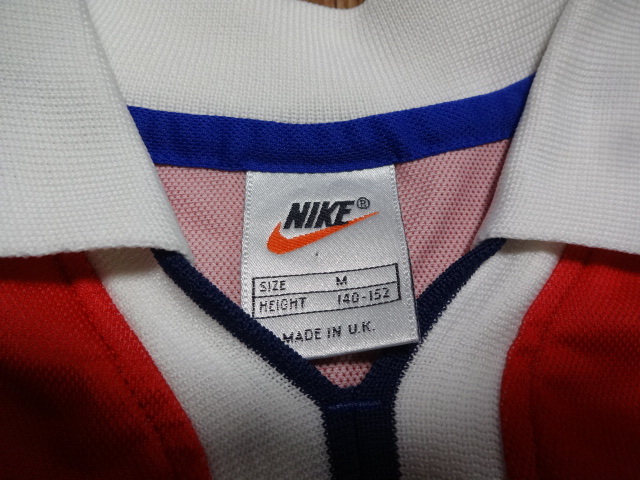 NIKE®
SIZE M
HEIGHT 140-152
MADE IN U.K.